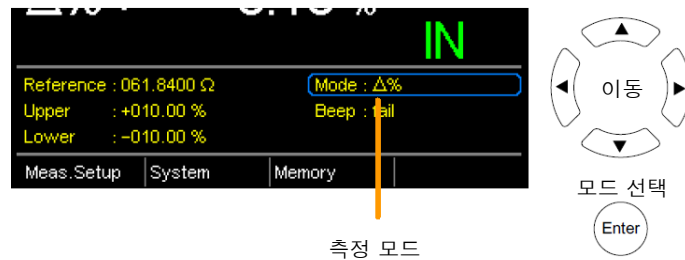 IN
Reference : 061.8400 Ω Mode : Δ%
Upper : +010.00 % Beep : fail
Lower : -010.00 %
Meas.Setup System Memory
측정 모드
이동
모드 선택
Enter